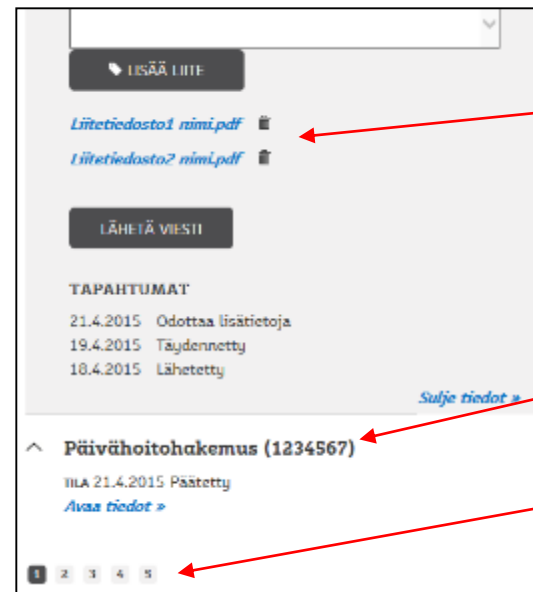 LISÄÄ LIITE
Liitetiedosto1 nimi.pdf
Liitetiedosto2 nimi.pdf
LÄHETÄ VIESTI
TAPAHTUMAT
21.4.2015 Odottaa lisätietoja
19.4.2015 Täydennetty
18.4.2015 Lähetetty
Sulje tiedot »
Päivähoitohakemus (1234567)
TILA 21.4.2015 Päätetty
Avaa tiedot »
1 2 3 4 5